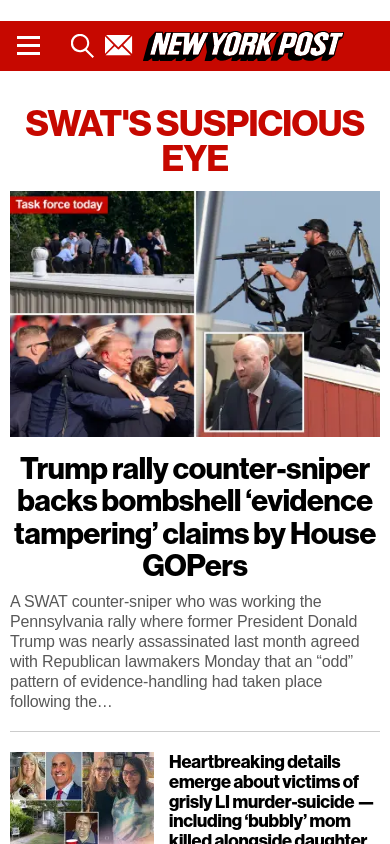 NEW YORK POST
SWAT'S SUSPICIOUS
EYE
Task force today
POLICE
Trump rally counter-sniper
backs bombshell ‘evidence
tampering’ claims by House
GOPers
A SWAT counter-sniper who was working the
Pennsylvania rally where former President Donald
Trump was nearly assassinated last month agreed
with Republican lawmakers Monday that an “odd”
pattern of evidence-handling had taken place
following the…
Heartbreaking details
emerge about victims of
grisly LI murder-suicide —
including ‘bubbly’ mom
killed alongside daughter